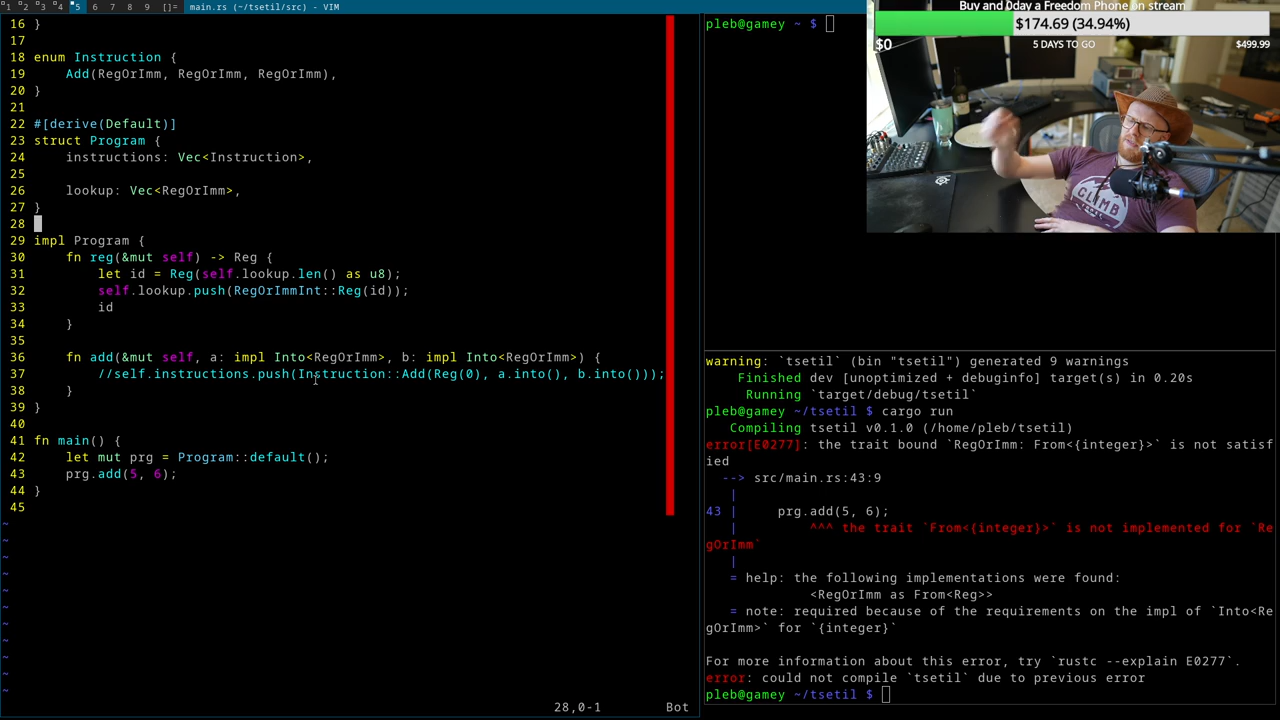 1 2 3 4 5 6 7 8 9 []= main.rs (~/tsetil/src) - VIM
16 }
17
18 enum Instruction {
19     Add(RegOrImm, RegOrImm, RegOrImm),
20 }
21
22 #[derive(Default)]
23 struct Program {
24     instructions: Vec<Instruction>,
25
26     lookup: Vec<RegOrImm>,
27 }
28
29 impl Program {
30     fn reg(&mut self) -> Reg {
31         let id = Reg(self.lookup.len() as u8);
32         self.lookup.push(RegOrImmInt::Reg(id));
33         id
34     }
35
36     fn add(&mut self, a: impl Into<RegOrImm>, b: impl Into<RegOrImm>) {
37         //self.instructions.push(Instruction::Add(Reg(0), a.into(), b.into()));
38     }
39 }
40
41 fn main() {
42     let mut prg = Program::default();
43     prg.add(5, 6);
44 }
45
~
~
~
~
~
~
~
~
~
~
~
28,0-1 Bot
pleb@gamey ~ $
Buy and 0day a Freedom Phone on stream
$174.69 (34.94%)
$0 5 DAYS TO GO $499.99
CLIMB
warning: `tsetil` (bin "tsetil") generated 9 warnings
    Finished dev [unoptimized + debuginfo] target(s) in 0.20s
     Running `target/debug/tsetil`
pleb@gamey ~/tsetil $ cargo run
   Compiling tsetil v0.1.0 (/home/pleb/tsetil)
error[E0277]: the trait bound `RegOrImm: From<{integer}>` is not satisf
ied
  --> src/main.rs:43:9
   |
43 |     prg.add(5, 6);
   |         ^^^ the trait `From<{integer}>` is not implemented for `Re
gOrImm`
   |
   = help: the following implementations were found:
             <RegOrImm as From<Reg>>
   = note: required because of the requirements on the impl of `Into<Re
gOrImm>` for `{integer}`
For more information about this error, try `rustc --explain E0277`.
error: could not compile `tsetil` due to previous error
pleb@gamey ~/tsetil $